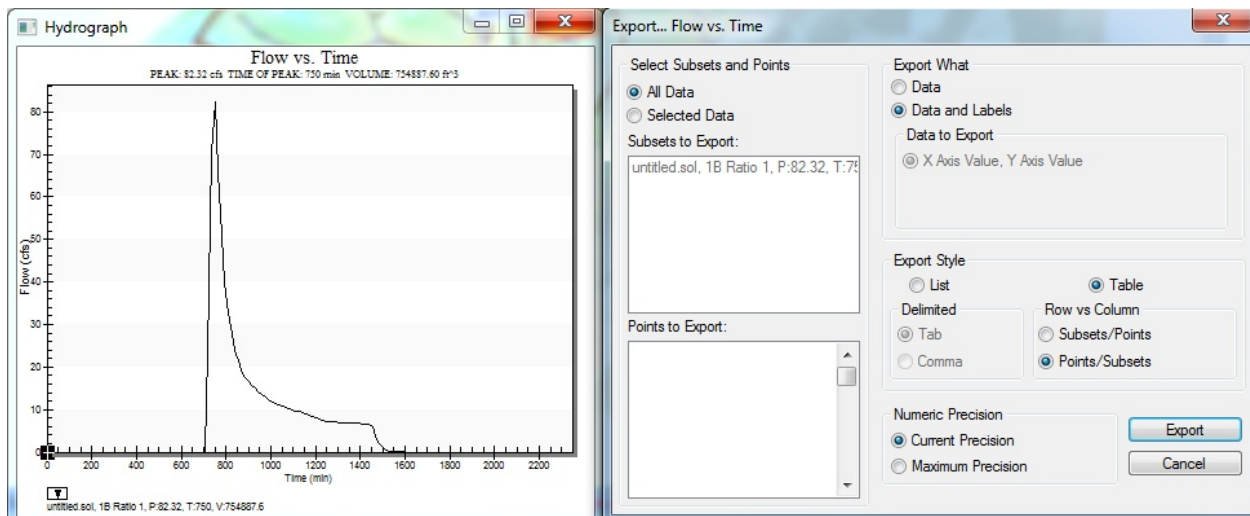 Hydrograph
Flow vs. Time
PEAK: 82.32 cfs TIME OF PEAK: 750 min VOLUME: 754887.60 ft^3
Flow (cfs)
80
70
60
50
40
30
20
10
0
0 200 400 600 800 1000 1200 1400 1600 1800 2000 2200
Time (min)
untitled.sol, 1B Ratio 1, P:82.32, T:750, V:754887.6
Export... Flow vs. Time
Select Subsets and Points
All Data
Selected Data
Subsets to Export:
untitled.sol, 1B Ratio 1, P:82.32, T:75
Points to Export:
Export What
Data
Data and Labels
Data to Export
X Axis Value, Y Axis Value
Export Style
List Table
Delimited
Tab
Comma
Row vs Column
Subsets/Points
Points/Subsets
Numeric Precision
Current Precision
Maximum Precision
Export
Cancel